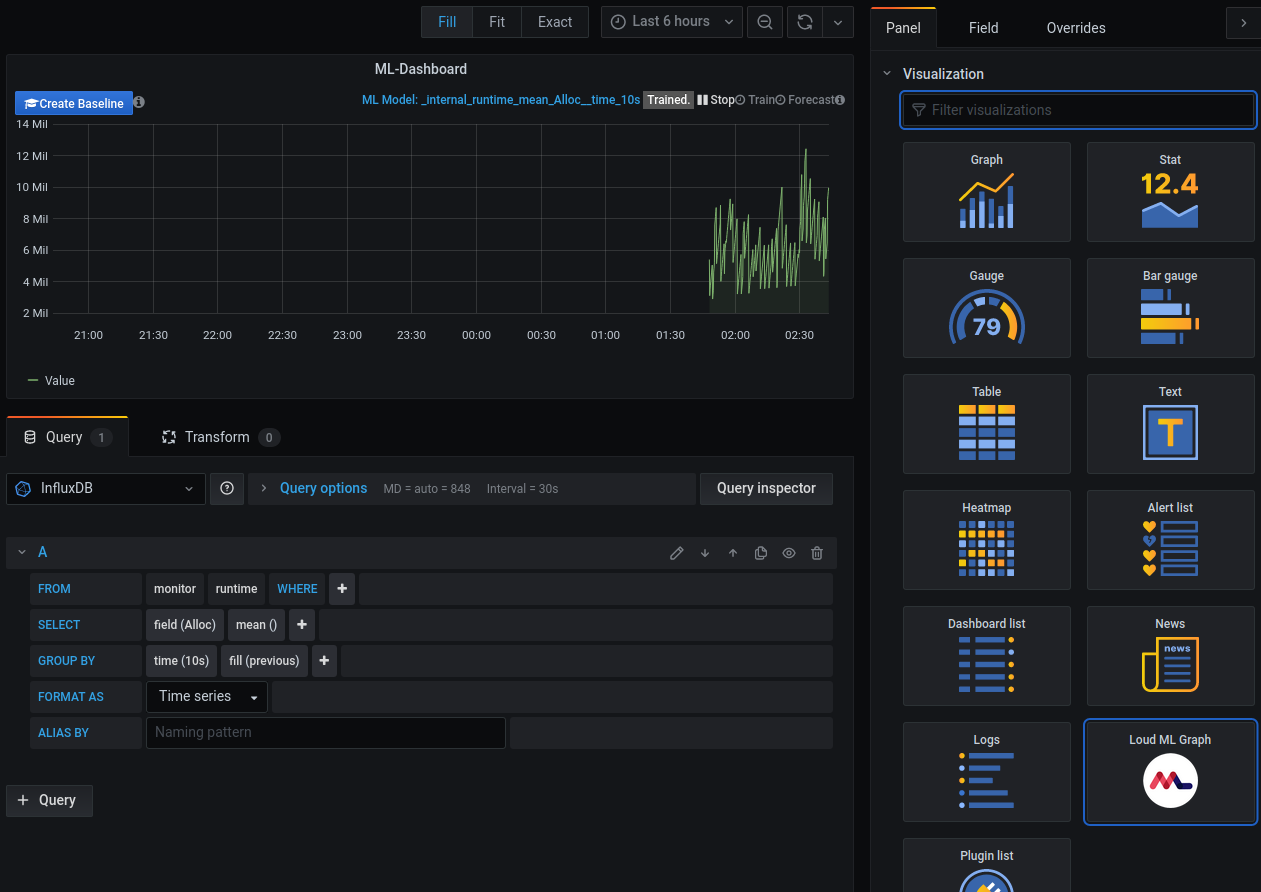 Fill Fit Exact Last 6 hours
Panel Field Overrides
ML-Dashboard
Create Baseline
ML Model: _internal_runtime_mean_Alloc__time_10s Trained. Stop Train Forecast
14 Mil
12 Mil
10 Mil
8 Mil
6 Mil
4 Mil
2 Mil
21:00 21:30 22:00 22:30 23:00 23:30 00:00 00:30 01:00 01:30 02:00 02:30
Value
Query 1 Transform 0
InfluxDB Query options MD = auto = 848 Interval = 30s Query inspector
A
FROM monitor runtime WHERE +
SELECT field (Alloc) mean () +
GROUP BY time (10s) fill (previous) +
FORMAT AS Time series
ALIAS BY Naming pattern
+ Query
Visualization
Filter visualizations
Graph Stat
12.4
Gauge Bar gauge
79
Table Text
T
Heatmap Alert list
Dashboard list News
news
Logs Loud ML Graph
ML
Plugin list